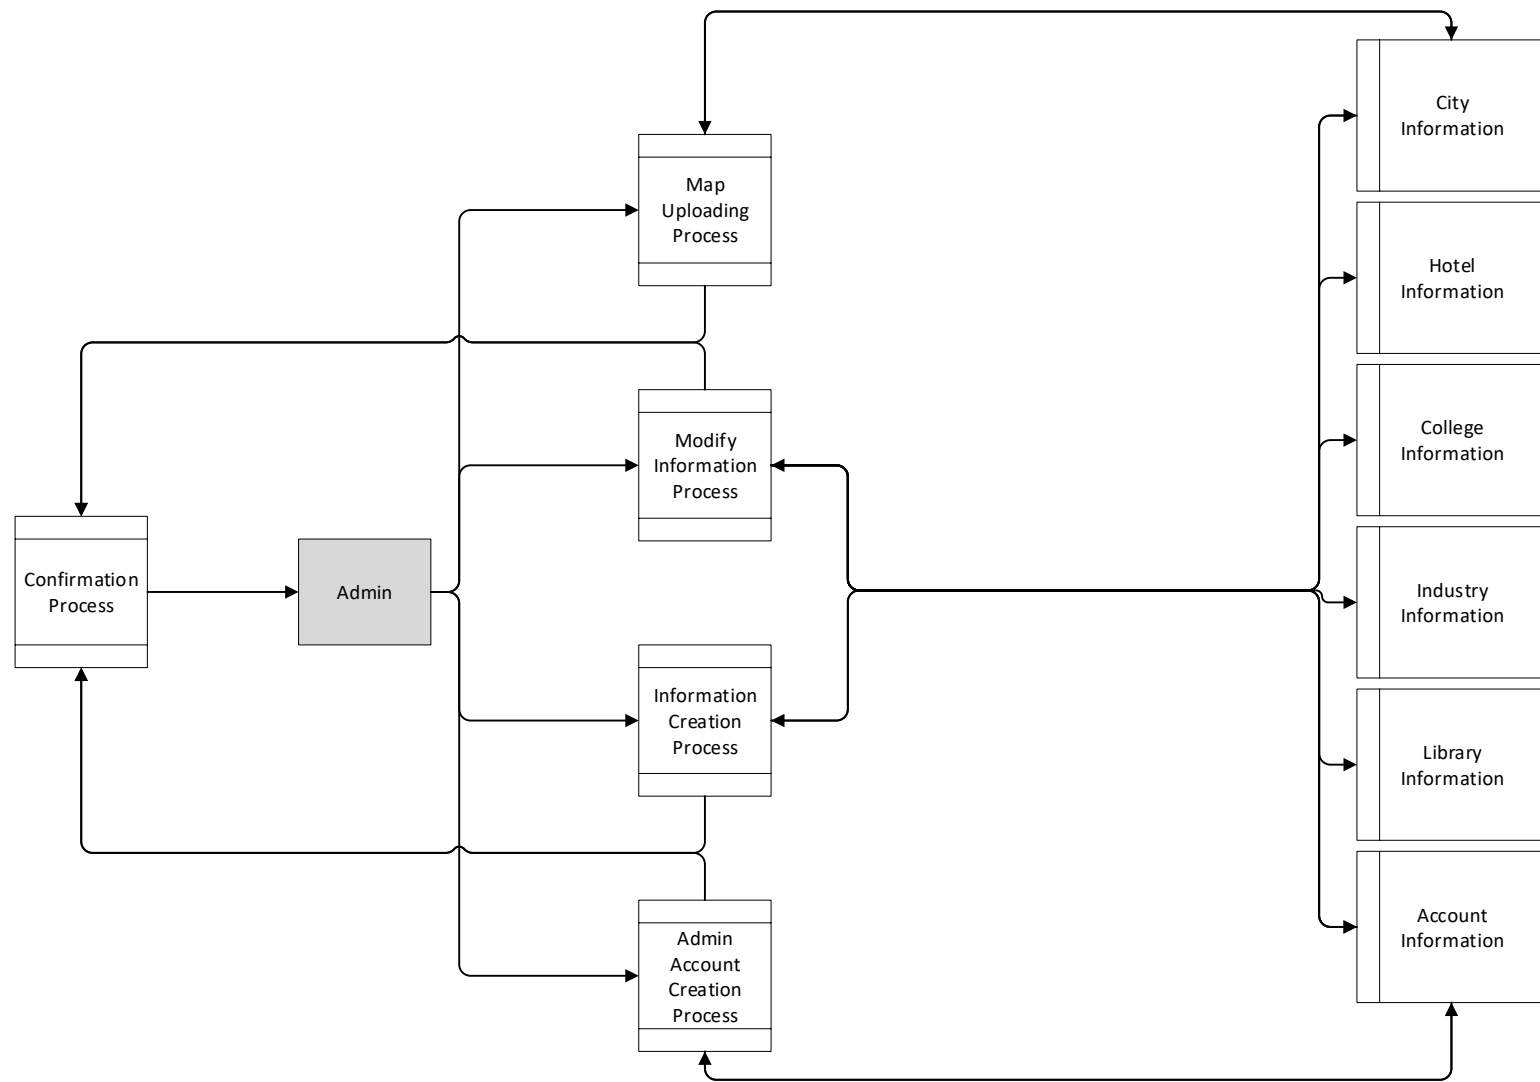 City
Information
Map
Uploading
Process
Hotel
Information
Modify
Information
Process
College
Information
Confirmation
Process
Admin
Industry
Information
Information
Creation
Process
Library
Information
Admin
Account
Creation
Process
Account
Information